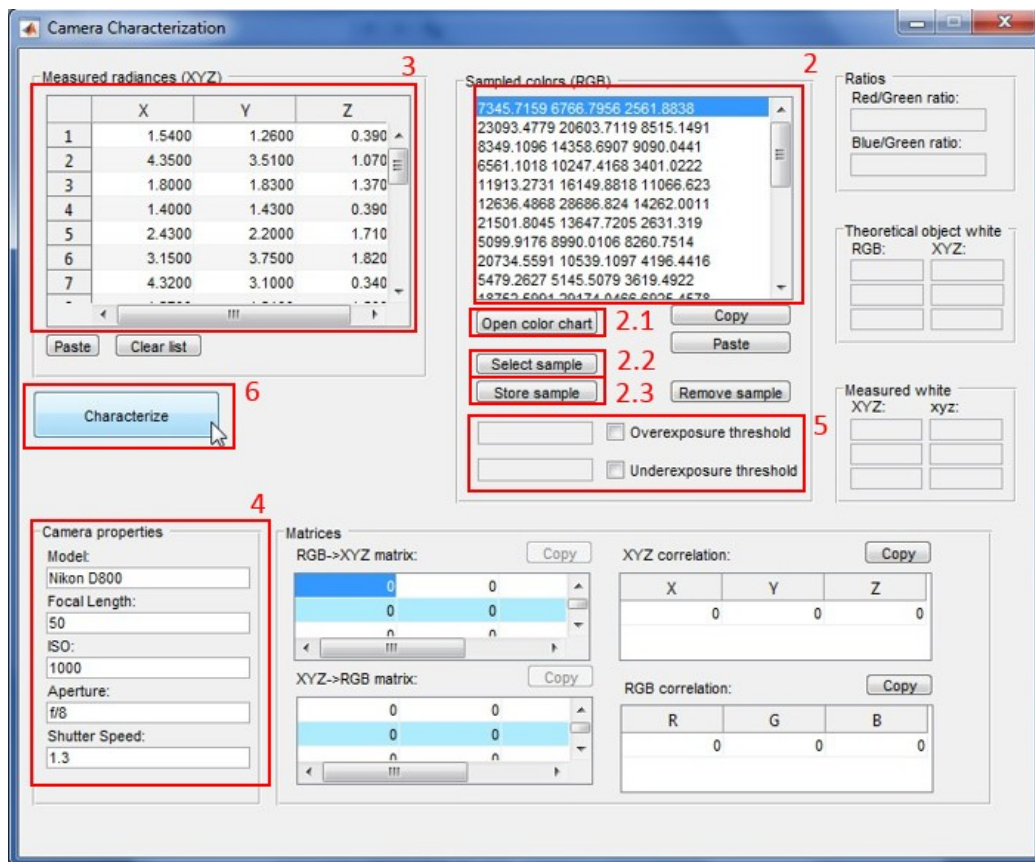 Camera Characterization
Measured radiances (XYZ)
3
X Y Z
1 1.5400 1.2600 0.390
2 4.3500 3.5100 1.070
3 1.8000 1.8300 1.370
4 1.4000 1.4300 0.390
5 2.4300 2.2000 1.710
6 3.1500 3.7500 1.820
7 4.3200 3.1000 0.340
Paste Clear list
Characterize
6
Sampled colors (RGB)
2
7345.7159 6766.7956 2561.8838
23093.4779 20603.7119 8515.1491
8349.1096 14358.6907 9090.0441
6561.1018 10247.4168 3401.0222
11913.2731 16149.8818 11066.623
12636.4868 28686.824 14262.0011
21501.8045 13647.7205 2631.319
5099.9176 8990.0106 8260.7514
20734.5591 10539.1097 4196.4416
5479.2627 5145.5079 3619.4922
18752.5991 29174.0466 6925.4578
Open color chart 2.1 Copy
Paste
Select sample 2.2
Store sample 2.3 Remove sample
Overexposure threshold 5
Underexposure threshold
Ratios
Red/Green ratio:
Blue/Green ratio:
Theoretical object white
RGB: XYZ:
Measured white
XYZ: xyz:
4
Camera properties
Model:
Nikon D800
Focal Length:
50
ISO:
1000
Aperture:
f/8
Shutter Speed:
1.3
Matrices
RGB->XYZ matrix: Copy
0 0
0 0
0 0
XYZ->RGB matrix: Copy
0 0
0 0
0 0
XYZ correlation: Copy
X Y Z
0 0 0
RGB correlation: Copy
R G B
0 0 0